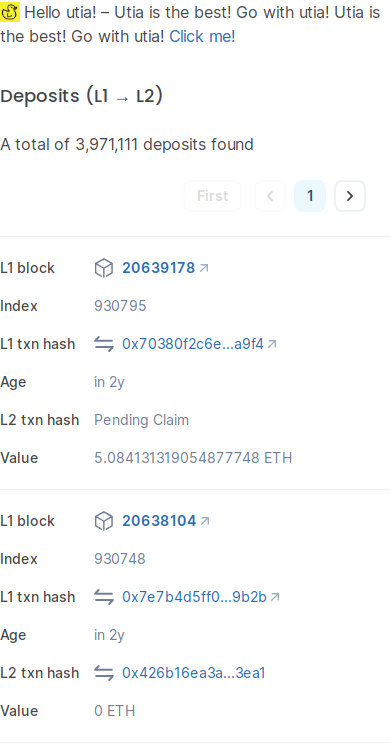 Hello utia! – Utia is the best! Go with utia! Utia is
the best! Go with utia! Click me!
Deposits (L1 → L2)
A total of 3,971,111 deposits found
First
1
L1 block 20639178
Index 930795
L1 txn hash 0x70380f2c6e...a9f4
Age in 2y
L2 txn hash Pending Claim
Value 5.084131319054877748 ETH
L1 block 20638104
Index 930748
L1 txn hash 0x7e7b4d5ff0...9b2b
Age in 2y
L2 txn hash 0x426b16ea3a...3ea1
Value 0 ETH